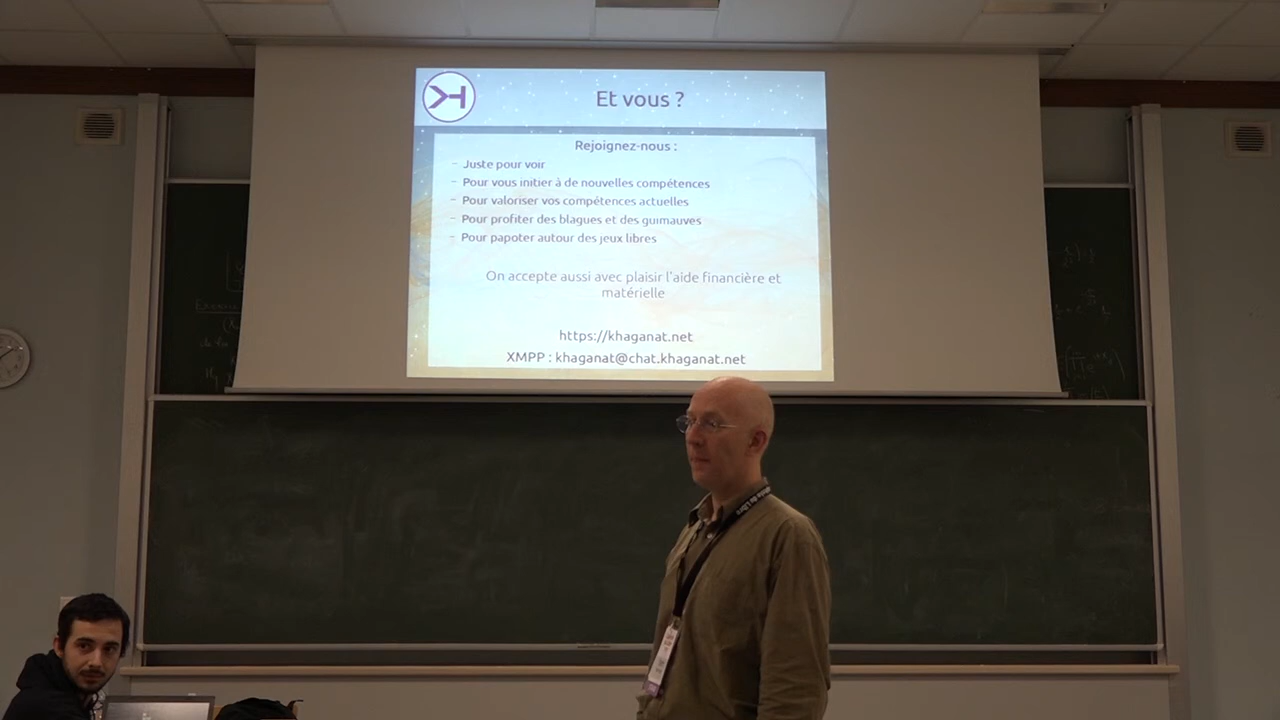 Et vous ?
Rejoignez-nous :
- Juste pour voir
- Pour vous initier à de nouvelles compétences
- Pour valoriser vos compétences actuelles
- Pour profiter des blagues et des guimauves
- Pour papoter autour des jeux libres
On accepte aussi avec plaisir l'aide financière et
matérielle
https://khaganat.net
XMPP : khaganat@chat.khaganat.net
du Libre